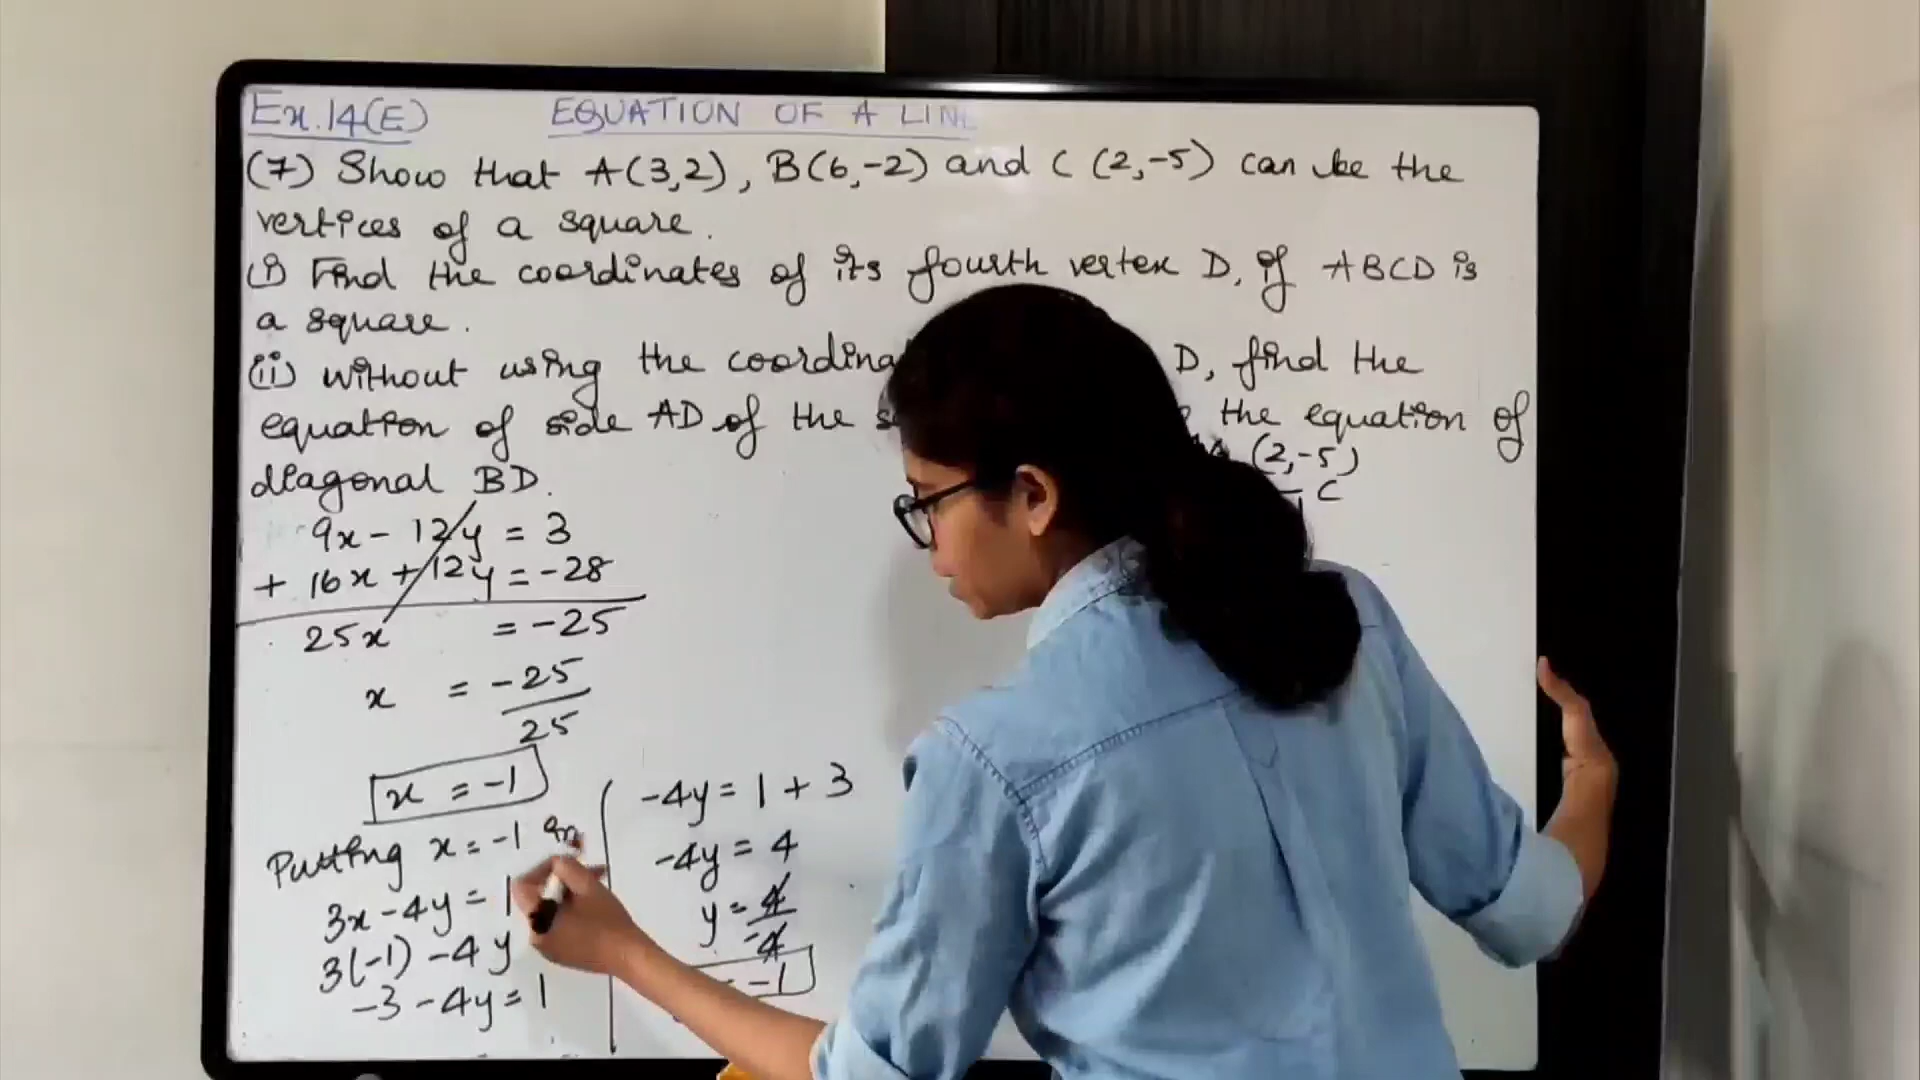 Ex.14(E) EQUATION OF A LINE
(7) Show that A(3,2), B(6,-2) and C (2,-5) can be the
vertices of a square.
(i) Find the coordinates of its fourth vertex D, if ABCD is
a square.
(ii) without using the D, find the
equation of side AD of the the equation of
diagonal BD.
(2,-5)
C
9x - 12y = 3
+ 16x + 12y = -28
25x = -25
x = -25
25
x = -1
Putting x = -1 in
3x - 4y = 1
3(-1) - 4y
-3 - 4y = 1
-4y = 1 + 3
-4y = 4
y = 4
-4
= -1